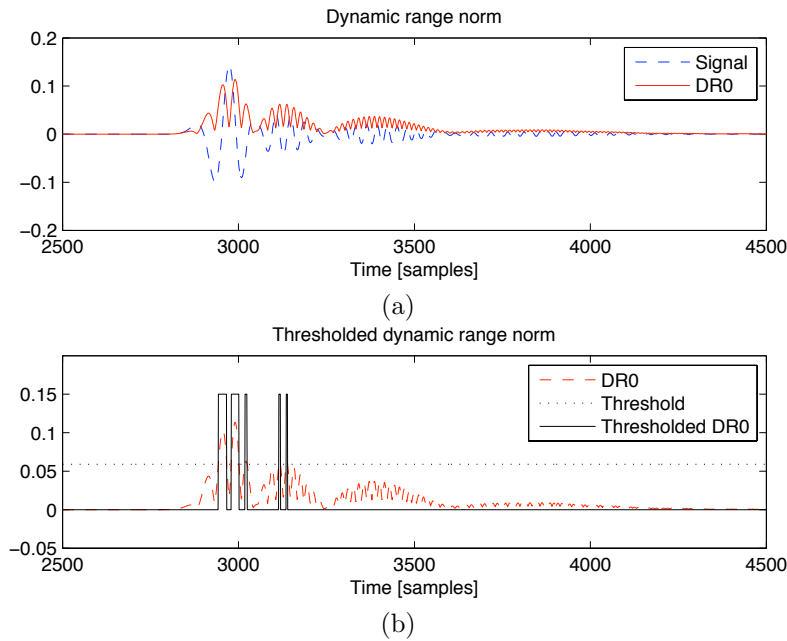 Dynamic range norm
0.2
0.1
0
−0.1
−0.2
Signal
DR0
2500 3000 3500 4000 4500
Time [samples]
(a)
Thresholded dynamic range norm
0.15
0.1
0.05
0
−0.05
DR0
Threshold
Thresholded DR0
2500 3000 3500 4000 4500
Time [samples]
(b)